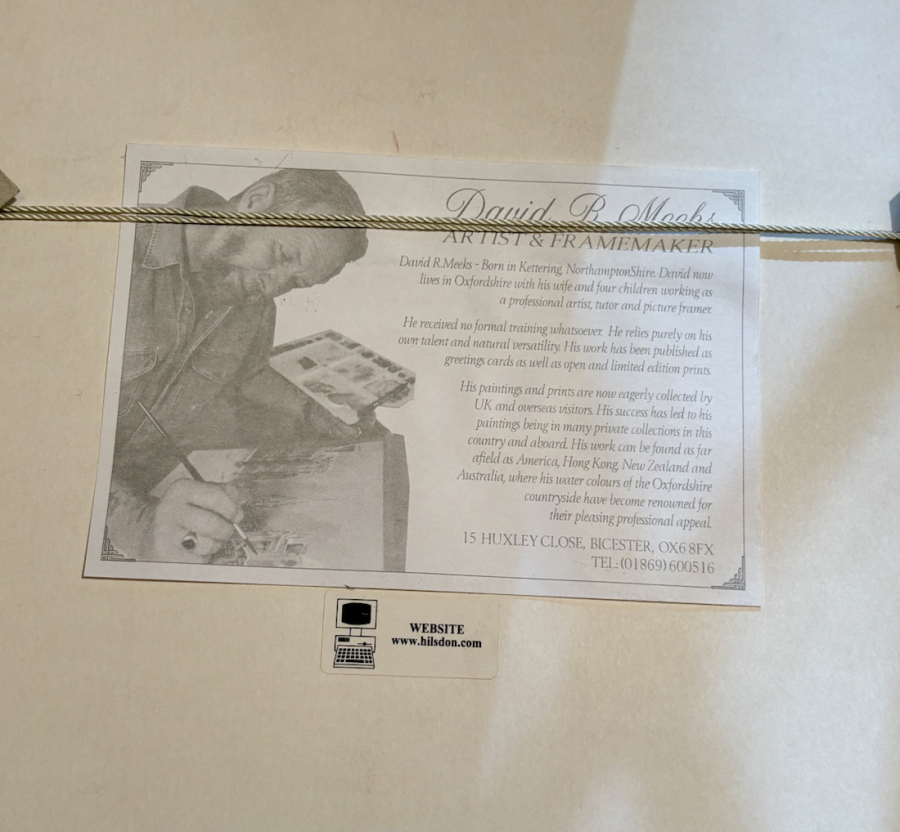 David R. Meeks
ARTIST & FRAMEMAKER
David R.Meeks - Born in Kettering, NorthamptonShire. David now
lives in Oxfordshire with his wife and four children working as
a professional artist, tutor and picture framer.
He received no formal training whatsoever. He relies purely on his
own talent and natural versatility. His work has been published as
greetings cards as well as open and limited edition prints.
His paintings and prints are now eagerly collected by
UK and overseas visitors. His success has led to his
paintings being in many private collections in this
country and aboard. His work can be found as far
afield as America, Hong Kong, New Zealand and
Australia, where his water colours of the Oxfordshire
countryside have become renowned for
their pleasing professional appeal.
15 HUXLEY CLOSE, BICESTER, OX6 8FX
TEL: (01869) 600516
WEBSITE
www.hilsdon.com